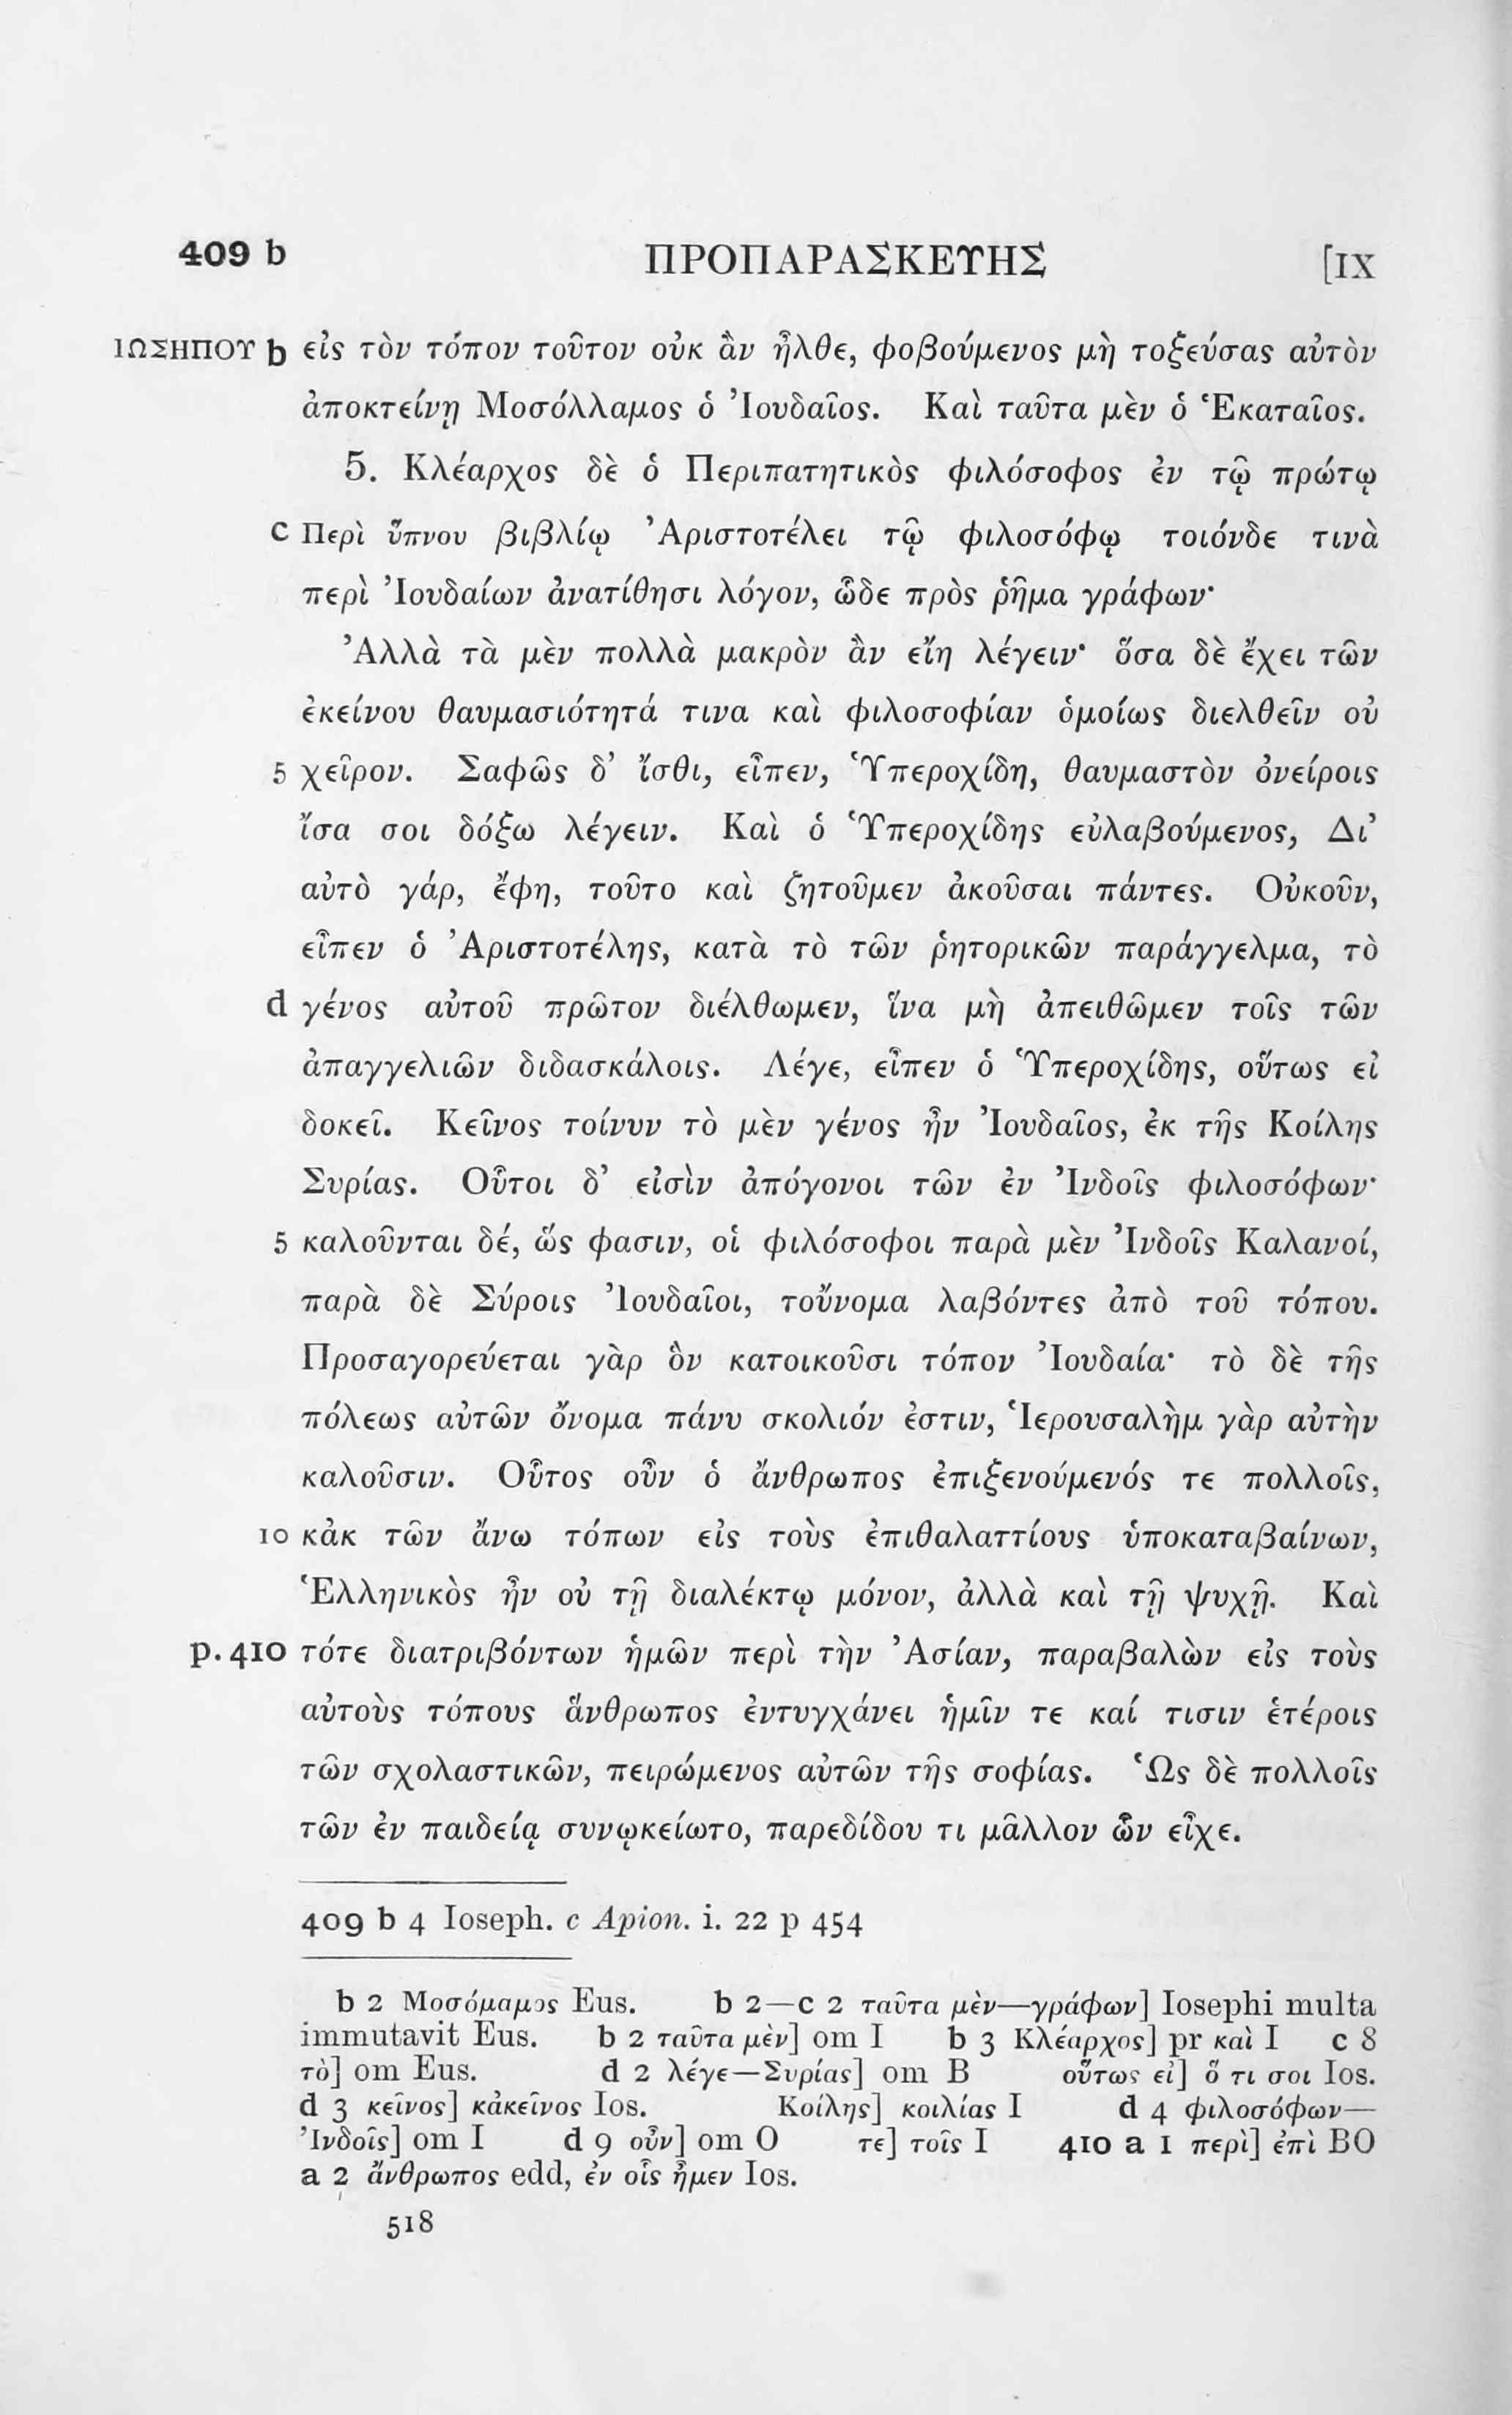 409 b ΠΡΟΠΑΡΑΣΚΕΥΗΣ [IX
ΙΩΣΗΠΟΥ b εἰς τὸν τόπον τοῦτον οὐκ ἂν ἦλθε, φοβούμενος μὴ τοξεύσας αὐτὸν
ἀποκτείνῃ Μοσόλλαμος ὁ Ἰουδαῖος. Καὶ ταῦτα μὲν ὁ Ἑκαταῖος.
5. Κλέαρχος δὲ ὁ Περιπατητικὸς φιλόσοφος ἐν τῷ πρώτῳ
c Περὶ ὕπνου βιβλίῳ Ἀριστοτέλει τῷ φιλοσόφῳ τοιόνδε τινὰ
περὶ Ἰουδαίων ἀνατίθησι λόγον, ὧδε πρὸς ῥῆμα γράφων·
Ἀλλὰ τὰ μὲν πολλὰ μακρὸν ἂν εἴη λέγειν· ὅσα δὲ ἔχει τῶν
ἐκείνου θαυμασιότητά τινα καὶ φιλοσοφίαν ὁμοίως διελθεῖν οὐ
5 χεῖρον. Σαφῶς δ’ ἴσθι, εἶπεν, Ὑπεροχίδη, θαυμαστὸν ὀνείροις
ἴσα σοι δόξω λέγειν. Καὶ ὁ Ὑπεροχίδης εὐλαβούμενος, Δι’
αὐτὸ γάρ, ἔφη, τοῦτο καὶ ζητοῦμεν ἀκοῦσαι πάντες. Οὐκοῦν,
εἶπεν ὁ Ἀριστοτέλης, κατὰ τὸ τῶν ῥητορικῶν παράγγελμα, τὸ
d γένος αὐτοῦ πρῶτον διέλθωμεν, ἵνα μὴ ἀπειθῶμεν τοῖς τῶν
ἀπαγγελιῶν διδασκάλοις. Λέγε, εἶπεν ὁ Ὑπεροχίδης, οὕτως εἰ
δοκεῖ. Κεῖνος τοίνυν τὸ μὲν γένος ἦν Ἰουδαῖος, ἐκ τῆς Κοίλης
Συρίας. Οὗτοι δ’ εἰσὶν ἀπόγονοι τῶν ἐν Ἰνδοῖς φιλοσόφων·
5 καλοῦνται δέ, ὥς φασιν, οἱ φιλόσοφοι παρὰ μὲν Ἰνδοῖς Καλανοί,
παρὰ δὲ Σύροις Ἰουδαῖοι, τοὔνομα λαβόντες ἀπὸ τοῦ τόπου.
Προσαγορεύεται γὰρ ὃν κατοικοῦσι τόπον Ἰουδαία· τὸ δὲ τῆς
πόλεως αὐτῶν ὄνομα πάνυ σκολιόν ἐστιν, Ἱερουσαλὴμ γὰρ αὐτὴν
καλοῦσιν. Οὗτος οὖν ὁ ἄνθρωπος ἐπιξενούμενός τε πολλοῖς,
10 κἀκ τῶν ἄνω τόπων εἰς τοὺς ἐπιθαλαττίους ὑποκαταβαίνων,
Ἑλληνικὸς ἦν οὐ τῇ διαλέκτῳ μόνον, ἀλλὰ καὶ τῇ ψυχῇ. Καὶ
p. 410 τότε διατριβόντων ἡμῶν περὶ τὴν Ἀσίαν, παραβαλὼν εἰς τοὺς
αὐτοὺς τόπους ἅνθρωπος ἐντυγχάνει ἡμῖν τε καί τισιν ἑτέροις
τῶν σχολαστικῶν, πειρώμενος αὐτῶν τῆς σοφίας. Ὡς δὲ πολλοῖς
τῶν ἐν παιδείᾳ συνῳκείωτο, παρεδίδου τι μᾶλλον ὧν εἶχε.
409 b 4 Ioseph. c Apion. i. 22 p 454
b 2 Μοσόμαμος Eus. b 2—c 2 ταῦτα μὲν—γράφων] Iosephi multa
immutavit Eus. b 2 ταῦτα μὲν] om I b 3 Κλέαρχος] pr καὶ I c 8
τὸ] om Eus. d 2 λέγε—Συρίας] om B οὕτως εἰ] ὅ τι σοι Ios.
d 3 κεῖνος] κἀκεῖνος Ios. Κοίλης] κοιλίας I d 4 φιλοσόφων—
Ἰνδοῖς] om I d 9 οὖν] om O τε] τοῖς I 410 a 1 περὶ] ἐπὶ BO
a 2 ἄνθρωπος edd, ἐν οἷς ἦμεν Ios.
518